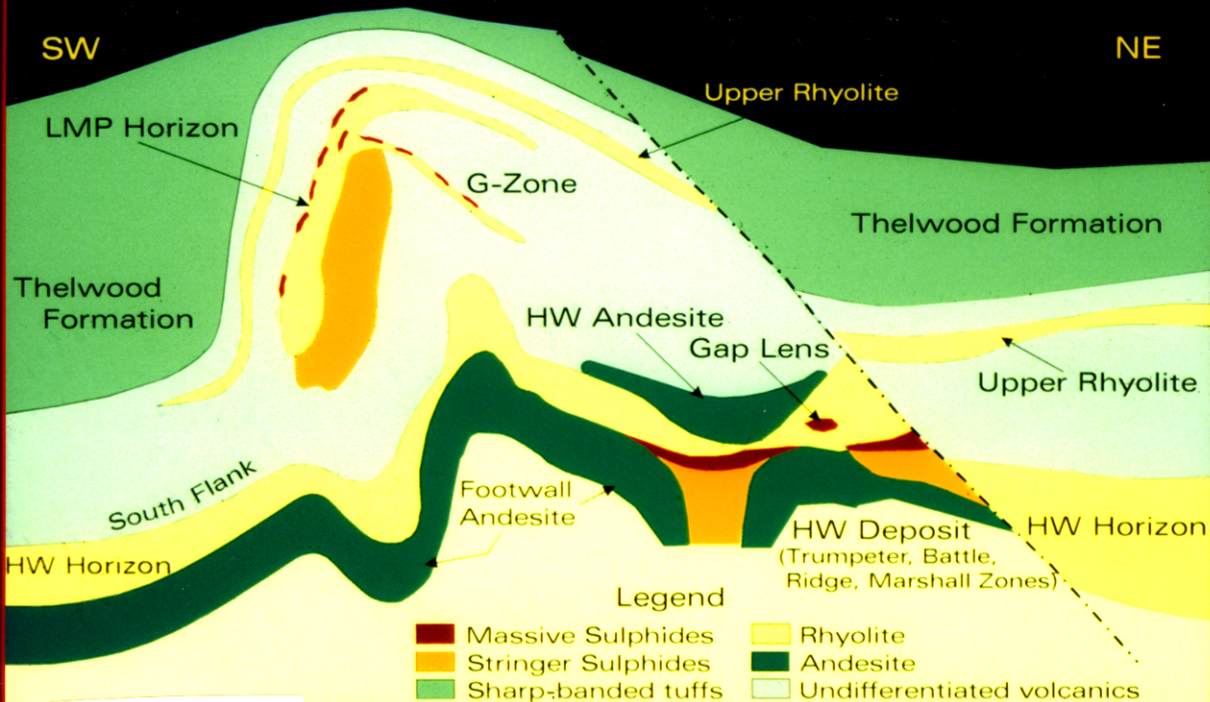 SW
NE
Upper Rhyolite
LMP Horizon
G-Zone
Thelwood Formation
Thelwood
Formation
HW Andesite
Gap Lens
Upper Rhyolite
South Flank
Footwall
Andesite
HW Deposit
(Trumpeter, Battle,
Ridge, Marshall Zones)
HW Horizon
HW Horizon
Legend
Massive Sulphides
Rhyolite
Stringer Sulphides
Andesite
Sharp-banded tuffs
Undifferentiated volcanics